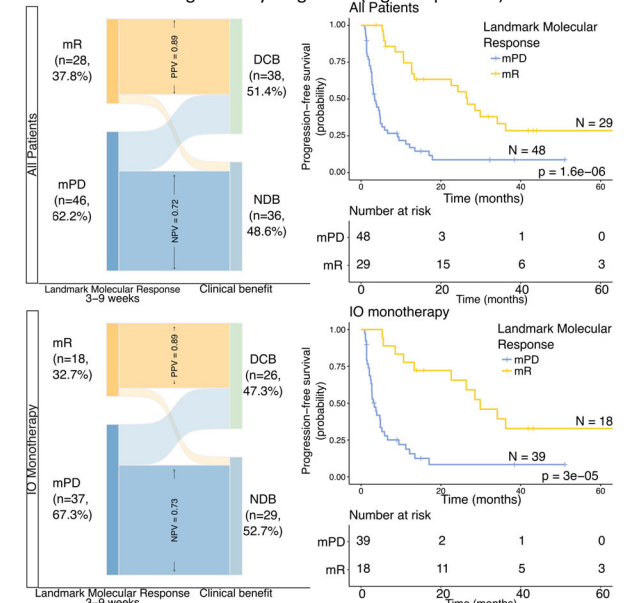 All Patients
mR
(n=28,
37.8%)
mPD
(n=46,
62.2%)
PPV = 0.89
NPV = 0.72
DCB
(n=38,
51.4%)
NDB
(n=36,
48.6%)
Landmark Molecular Response
3–9 weeks
Clinical benefit
All Patients
Progression−free survival
(probability)
1.00
0.75
0.50
0.25
0.00
Landmark Molecular
Response
mPD
mR
N = 29
N = 48
p = 1.6e−06
0 20 40 60
Time (months)
Number at risk
mPD 48 3 1 0
mR 29 15 6 3
0 20 40 60
Time (months)
IO Monotherapy
mR
(n=18,
32.7%)
mPD
(n=37,
67.3%)
PPV = 0.89
NPV = 0.73
DCB
(n=26,
47.3%)
NDB
(n=29,
52.7%)
Landmark Molecular Response
3–9 weeks
Clinical benefit
IO monotherapy
Progression−free survival
(probability)
1.00
0.75
0.50
0.25
0.00
Landmark Molecular
Response
mPD
mR
N = 18
N = 39
p = 3e−05
0 20 40 60
Time (months)
Number at risk
mPD 39 2 1 0
mR 18 11 5 3
0 20 40 60
Time (months)